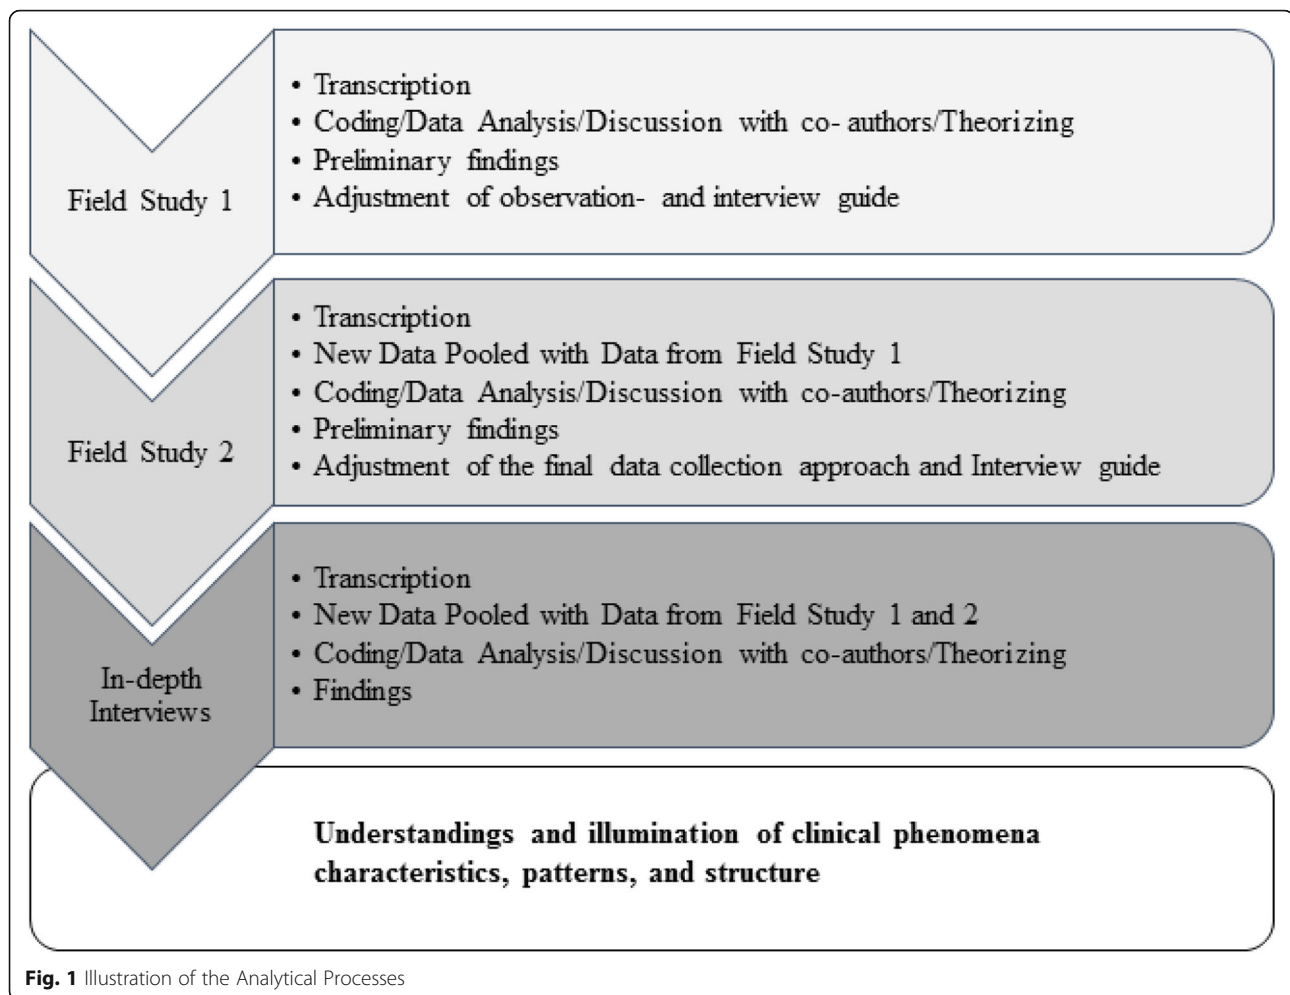 Field Study 1
• Transcription
• Coding/Data Analysis/Discussion with co- authors/Theorizing
• Preliminary findings
• Adjustment of observation- and interview guide
Field Study 2
• Transcription
• New Data Pooled with Data from Field Study 1
• Coding/Data Analysis/Discussion with co-authors/Theorizing
• Preliminary findings
• Adjustment of the final data collection approach and Interview guide
In-depth
Interviews
• Transcription
• New Data Pooled with Data from Field Study 1 and 2
• Coding/Data Analysis/Discussion with co-authors/Theorizing
• Findings
Understandings and illumination of clinical phenomena
characteristics, patterns, and structure
Fig. 1 Illustration of the Analytical Processes